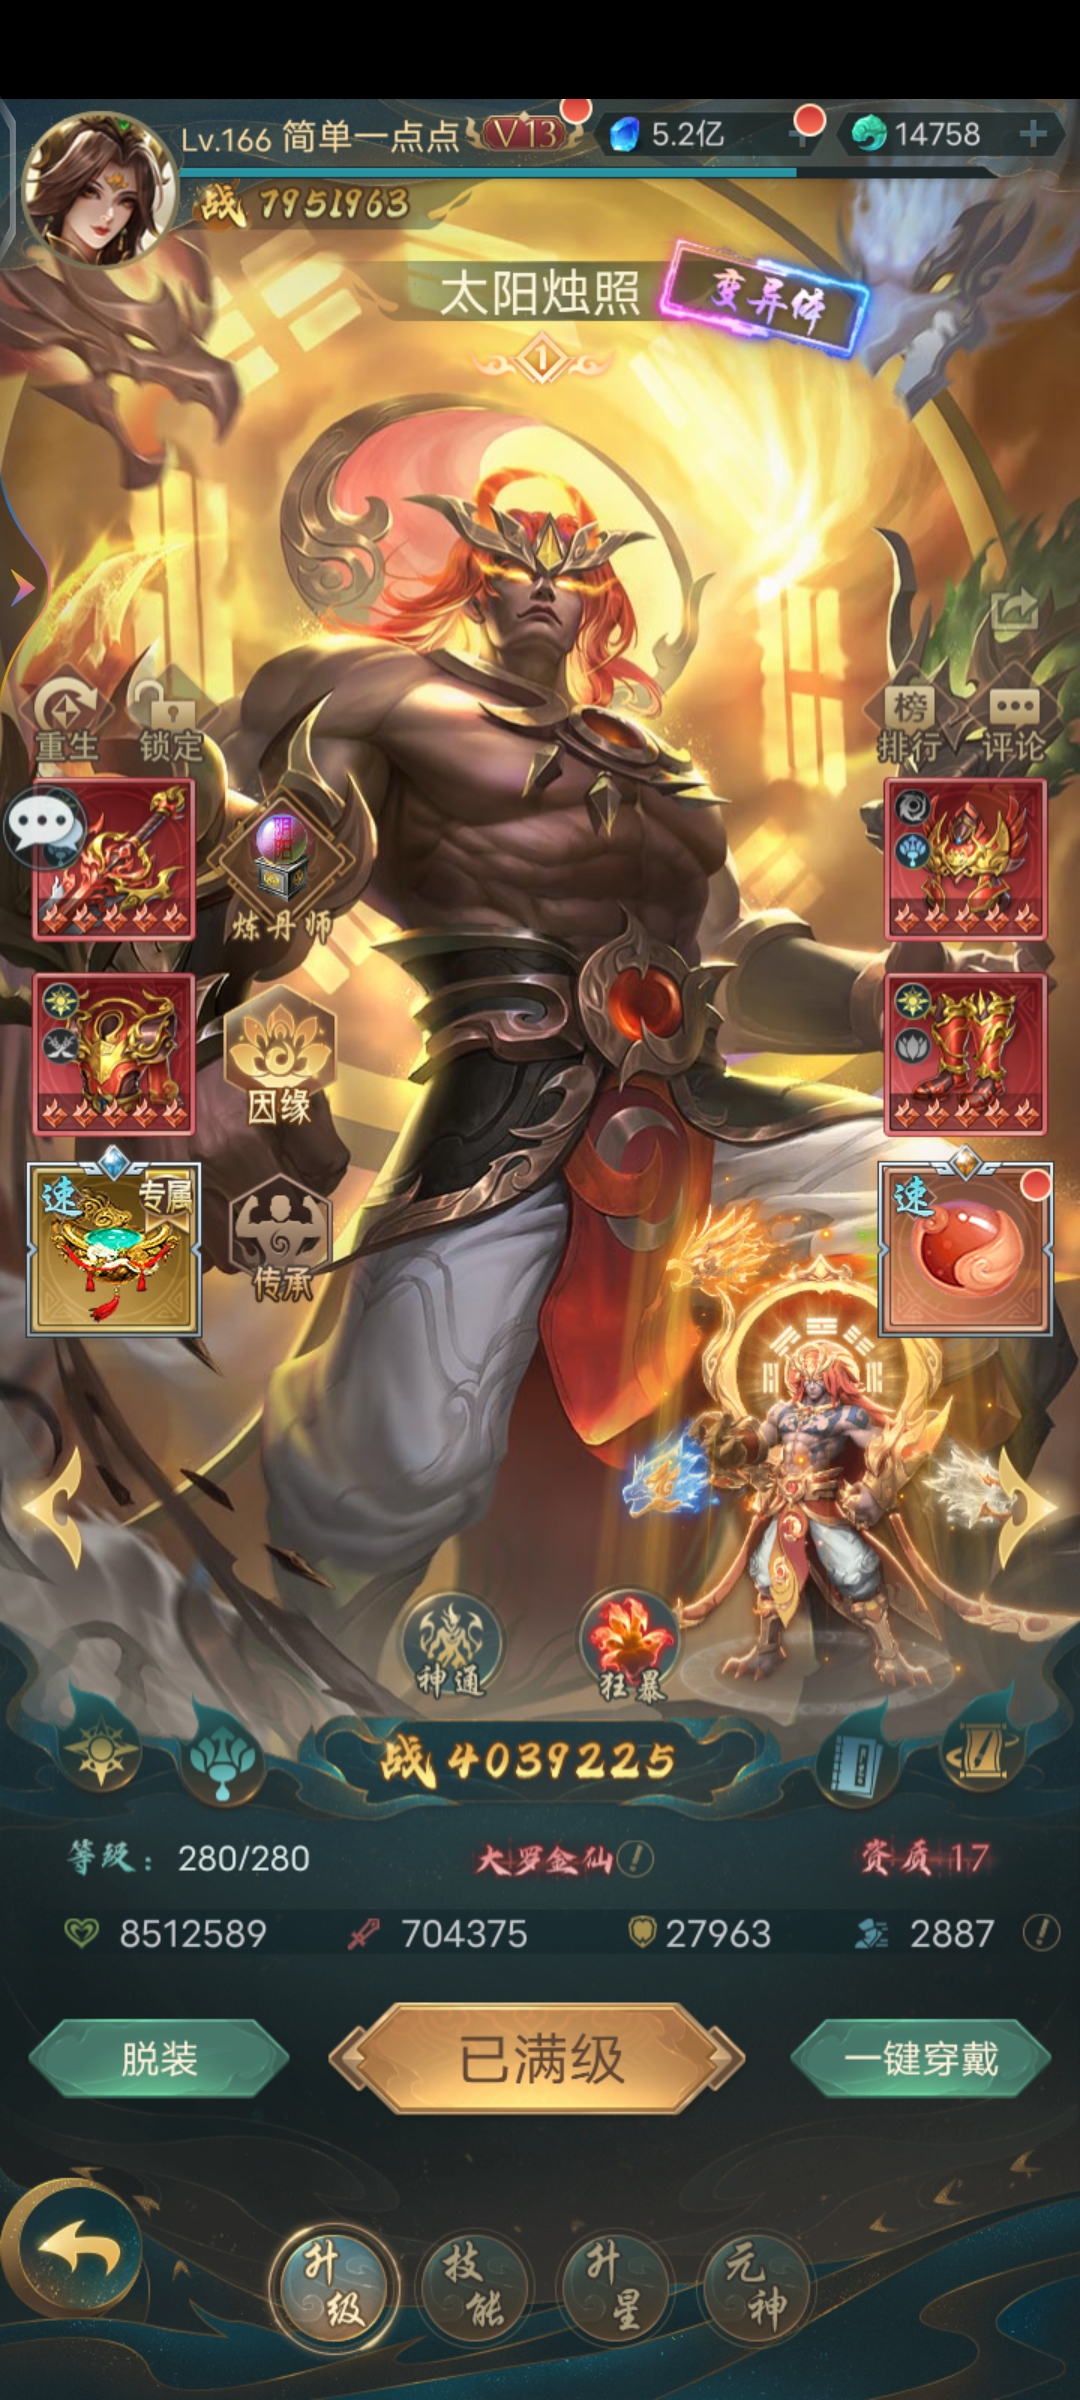 Lv.166 简单一点点 V13 5.2亿 14758
战 7951963
太阳烛照 变异体
1
重生 锁定 榜 排行 评论
阴阳
炼丹师
因缘
速 专属 速
传承
神通 狂暴
战 4039225
等级： 280/280 大罗金仙 资质 17
8512589 704375 27963 2887
脱装 已满级 一键穿戴
升级 技能 升星 元神